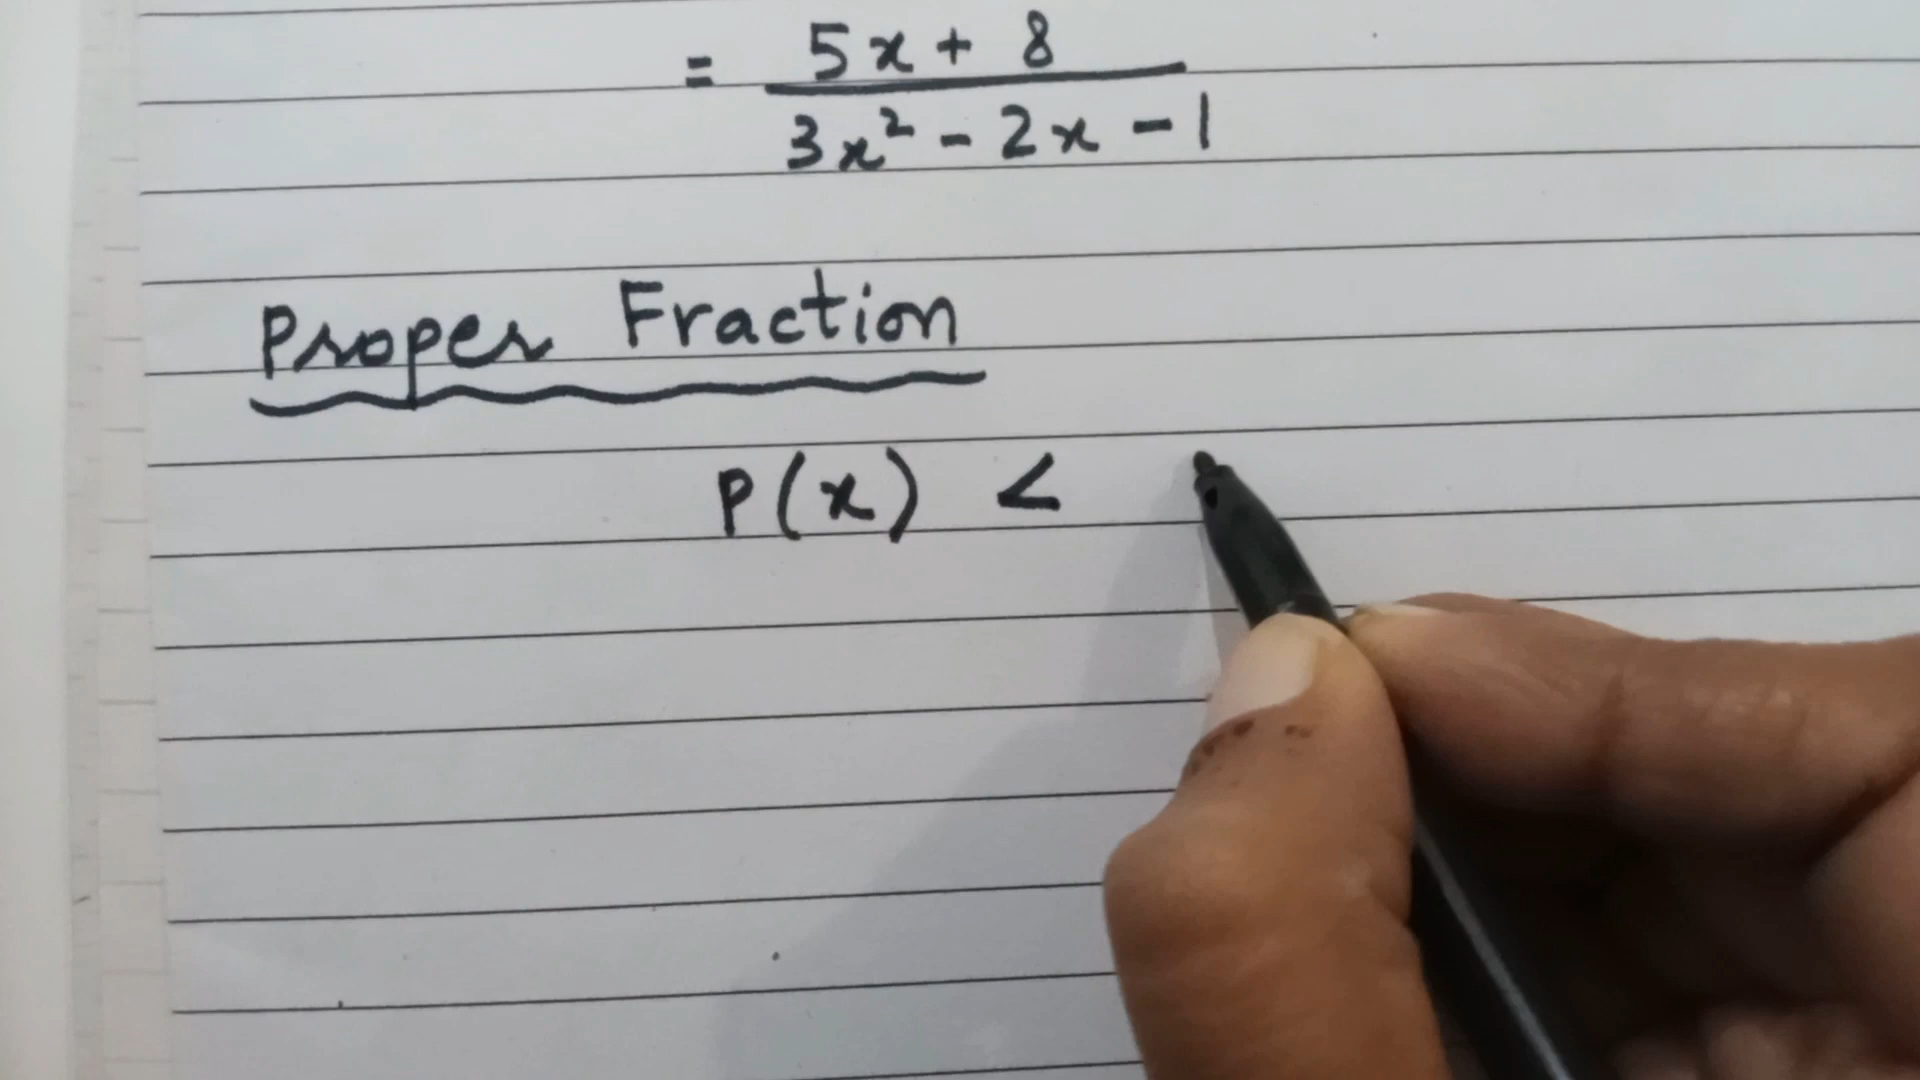 = 5x + 8
3x² - 2x - 1
Proper Fraction
P(x) <